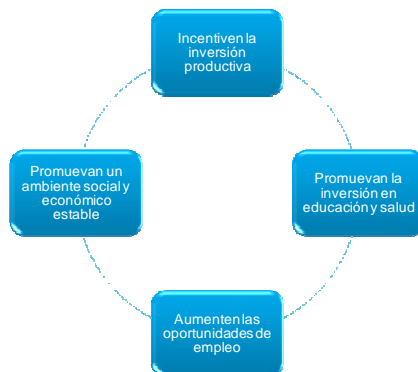 Incentiven la
inversión
productiva
Promuevan un
ambiente social y
económico
estable
Promuevan la
inversión en
educación y salud
Aumenten las
oportunidades de
empleo